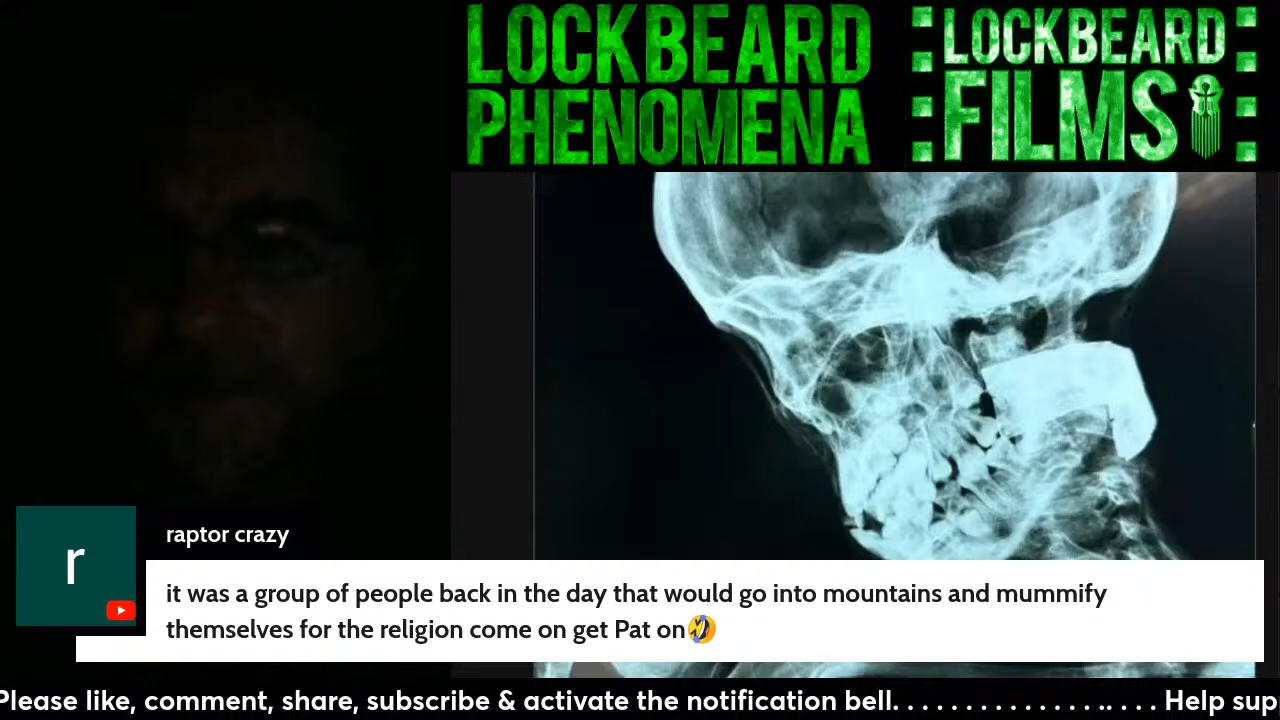 LOCKBEARD
PHENOMENA
LOCKBEARD
FILMS
r
raptor crazy
it was a group of people back in the day that would go into mountains and mummify
themselves for the religion come on get Pat on🤣
Please like, comment, share, subscribe & activate the notification bell. . . . . . . . . . . . . . . . . . . Help sup